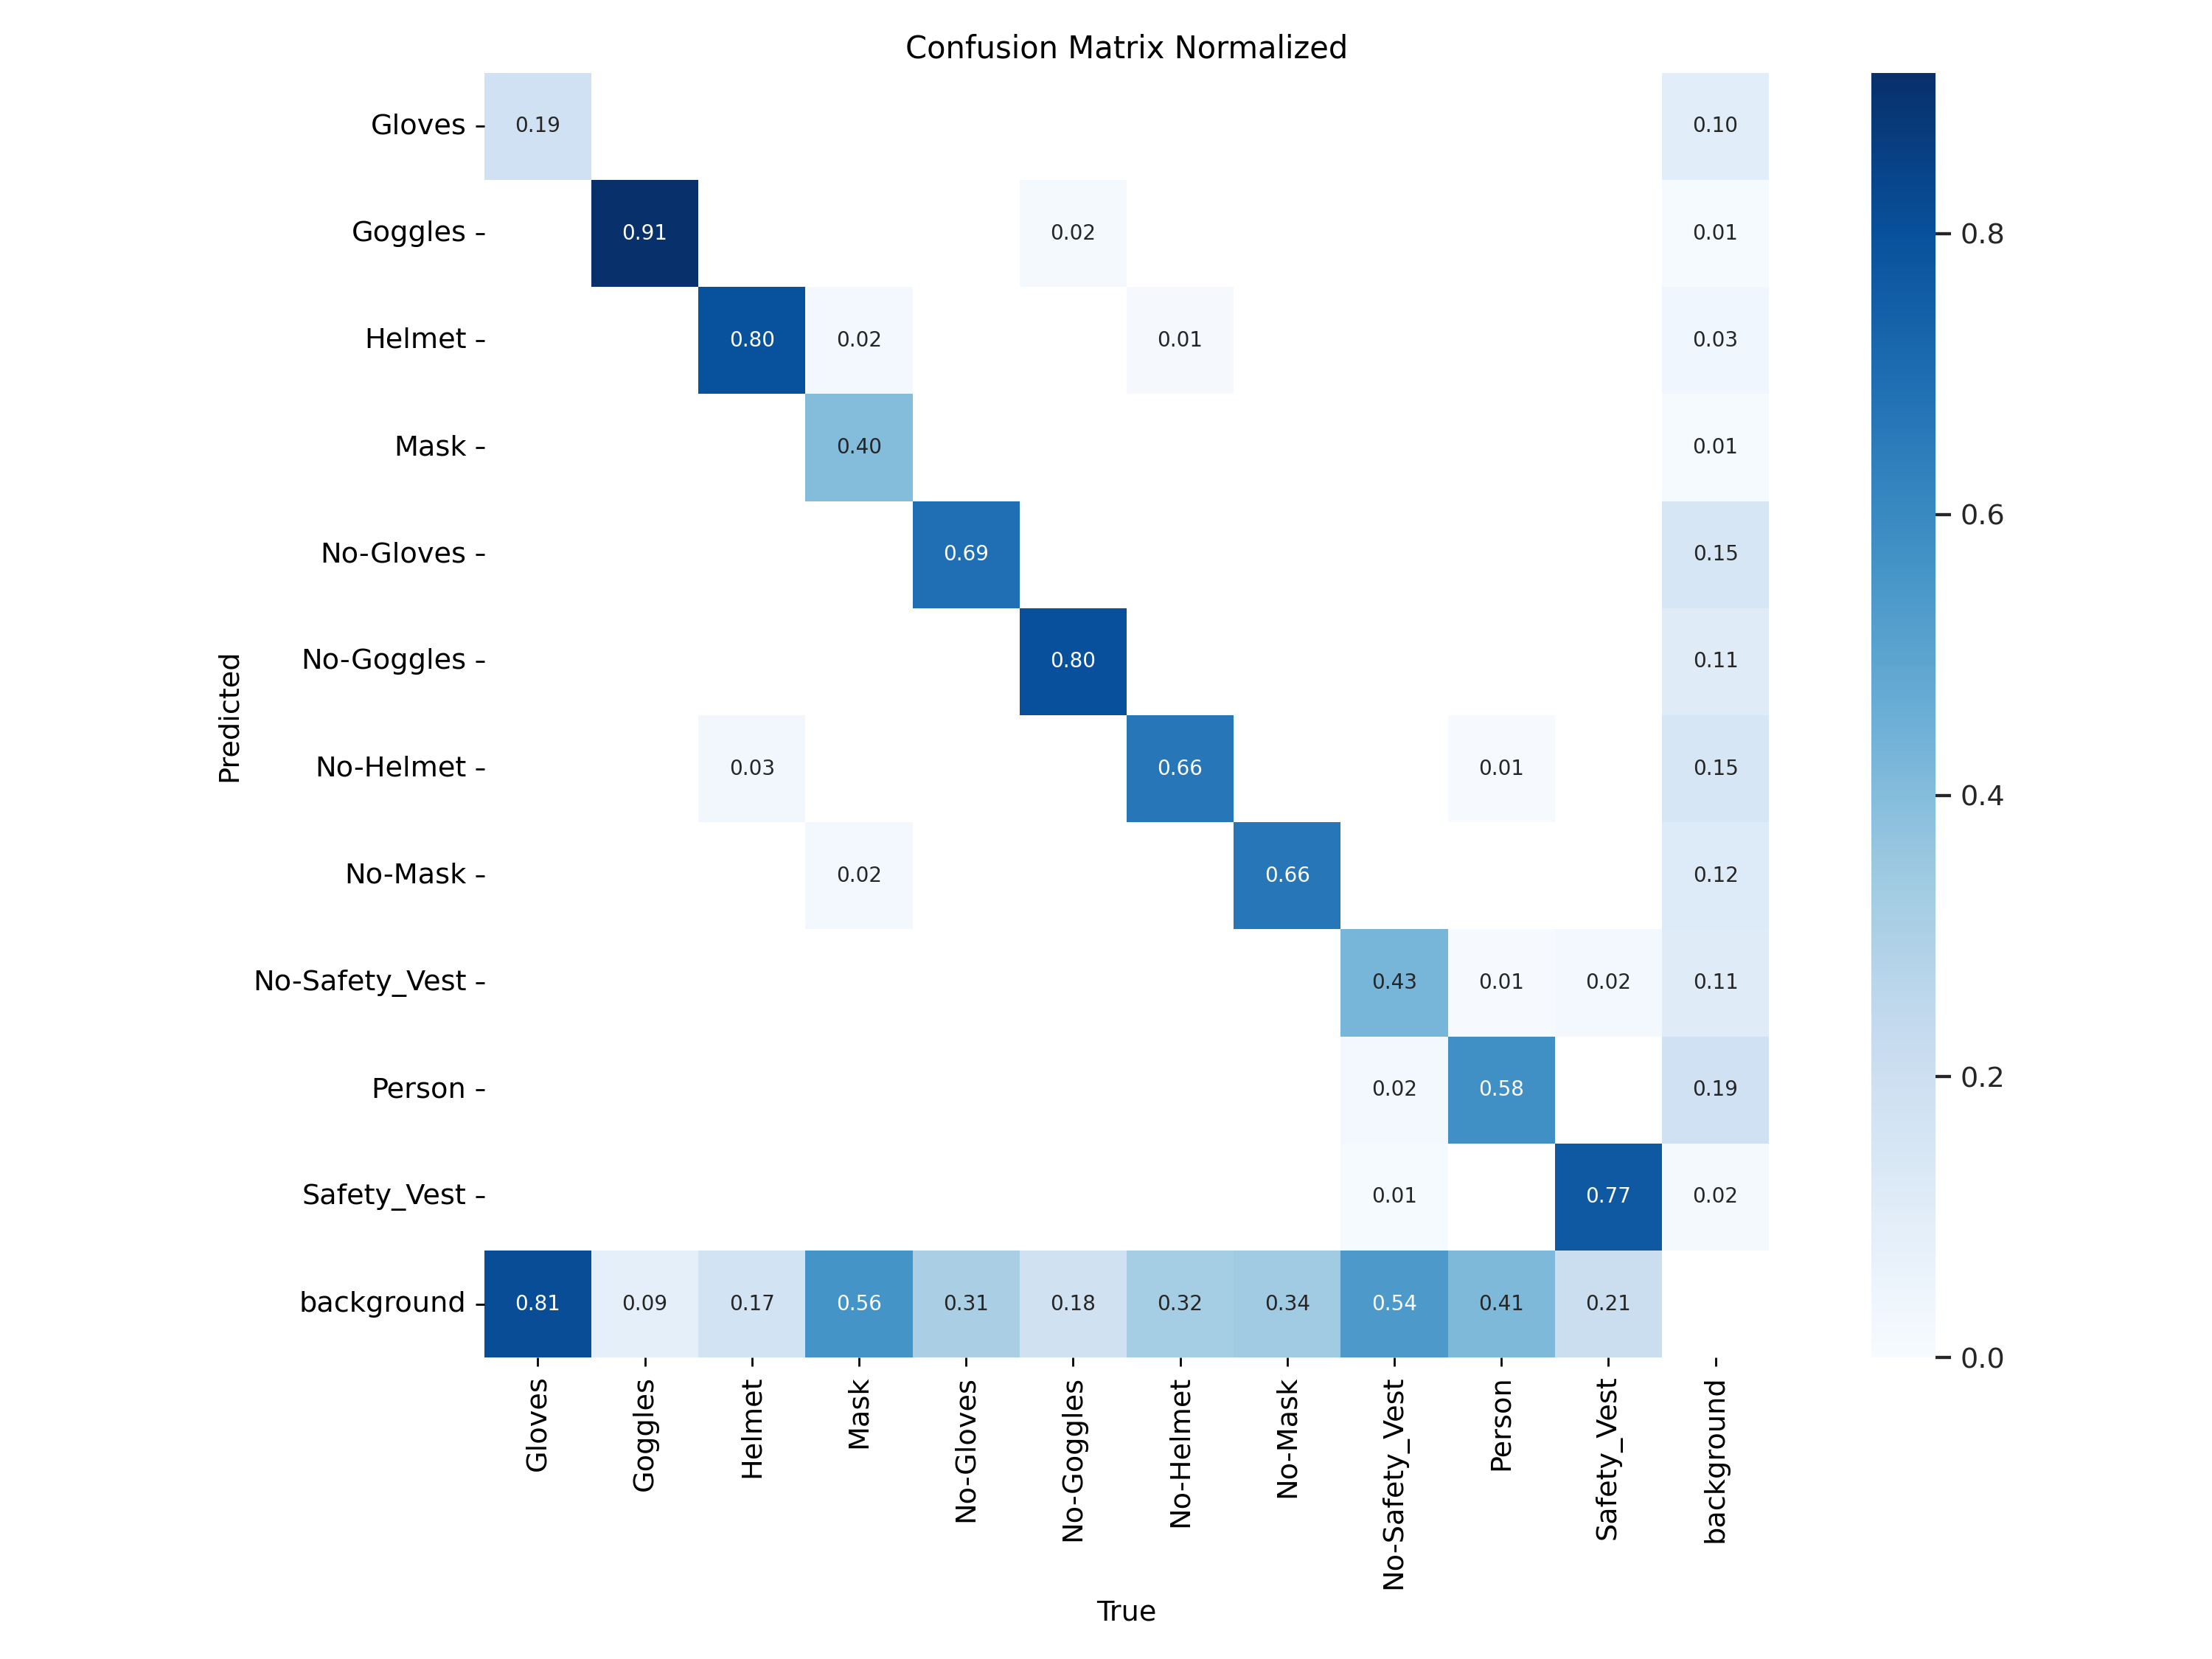 Confusion Matrix Normalized
Gloves 0.19 0.10
Goggles 0.91 0.02 0.01 0.8
Helmet 0.80 0.02 0.01 0.03
Mask 0.40 0.01
0.6
No-Gloves 0.69 0.15
No-Goggles 0.80 0.11
Predicted
No-Helmet 0.03 0.66 0.01 0.15
0.4
No-Mask 0.02 0.66 0.12
No-Safety_Vest 0.43 0.01 0.02 0.11
0.2
Person 0.02 0.58 0.19
Safety_Vest 0.01 0.77 0.02
background 0.81 0.09 0.17 0.56 0.31 0.18 0.32 0.34 0.54 0.41 0.21
0.0
Gloves Goggles Helmet Mask No-Gloves No-Goggles No-Helmet No-Mask No-Safety_Vest Person Safety_Vest background
True